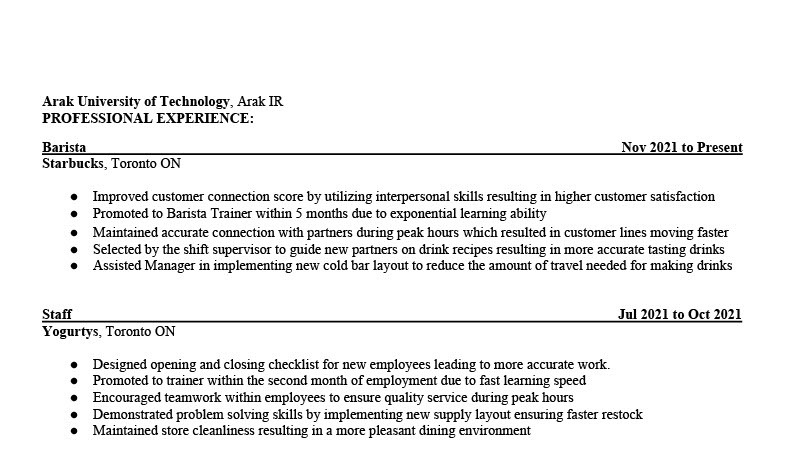 Arak University of Technology, Arak IR
PROFESSIONAL EXPERIENCE:
Barista Nov 2021 to Present
Starbucks, Toronto ON
● Improved customer connection score by utilizing interpersonal skills resulting in higher customer satisfaction
● Promoted to Barista Trainer within 5 months due to exponential learning ability
● Maintained accurate connection with partners during peak hours which resulted in customer lines moving faster
● Selected by the shift supervisor to guide new partners on drink recipes resulting in more accurate tasting drinks
● Assisted Manager in implementing new cold bar layout to reduce the amount of travel needed for making drinks
Staff Jul 2021 to Oct 2021
Yogurtys, Toronto ON
● Designed opening and closing checklist for new employees leading to more accurate work.
● Promoted to trainer within the second month of employment due to fast learning speed
● Encouraged teamwork within employees to ensure quality service during peak hours
● Demonstrated problem solving skills by implementing new supply layout ensuring faster restock
● Maintained store cleanliness resulting in a more pleasant dining environment